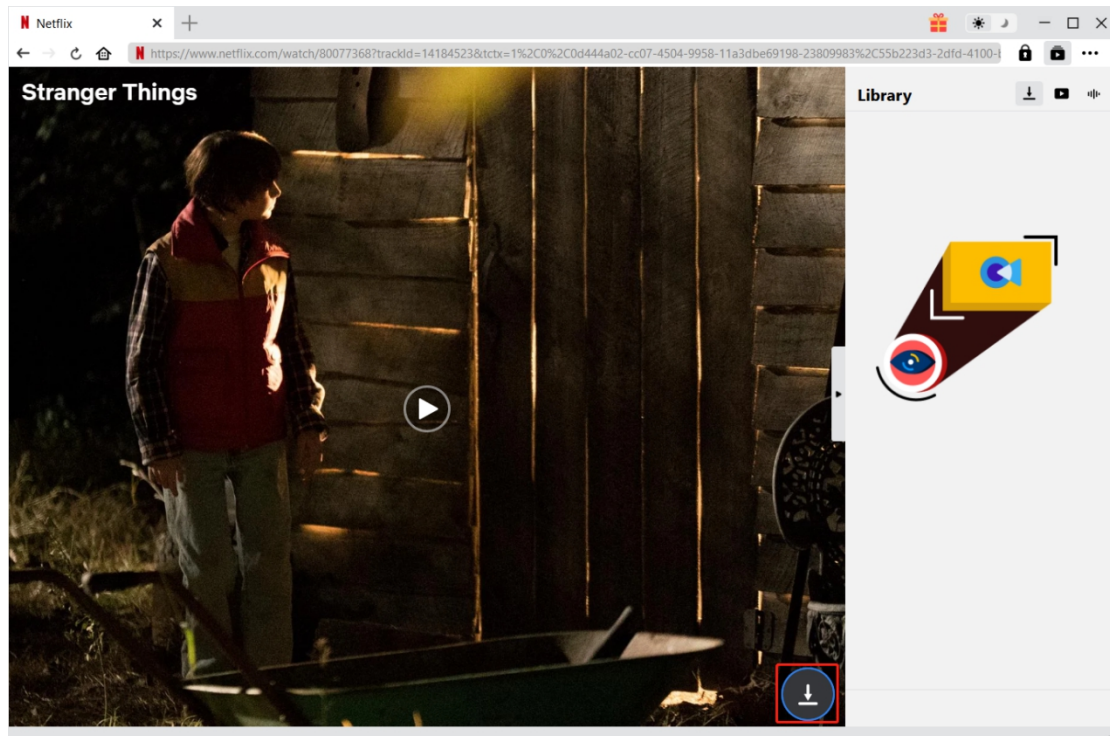 Netflix
https://www.netflix.com/watch/80077368?trackId=14184523&tctx=1%2C0%2C0d444a02-cc07-4504-9958-11a3dbe69198-23809983%2C55b223d3-2dfd-4100-
Stranger Things
Library